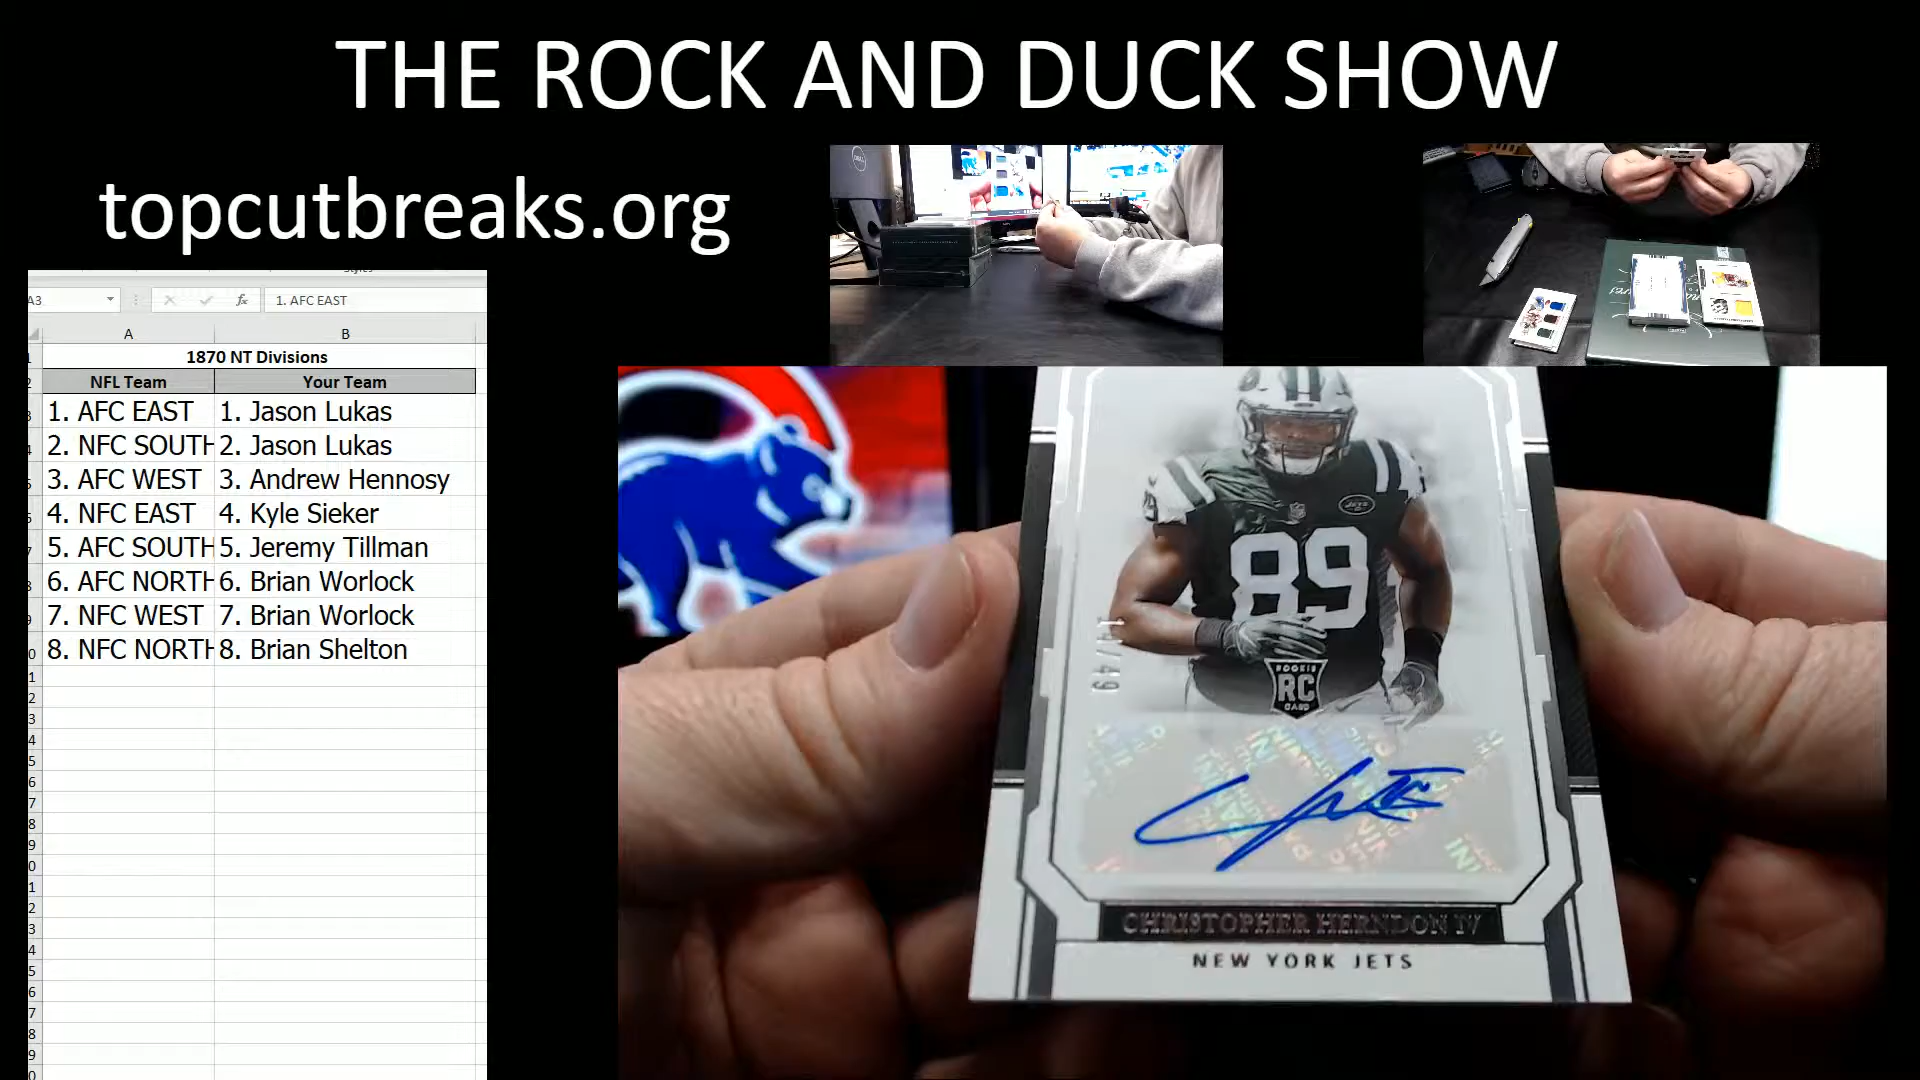 THE ROCK AND DUCK SHOW
topcutbreaks.org
A3
fx
1. AFC EAST
A
B
1870 NT Divisions
NFL Team
Your Team
1. AFC EAST
1. Jason Lukas
2. NFC SOUTH
2. Jason Lukas
3. AFC WEST
3. Andrew Hennosy
4. NFC EAST
4. Kyle Sieker
5. AFC SOUTH
5. Jeremy Tillman
6. AFC NORTH
6. Brian Worlock
7. NFC WEST
7. Brian Worlock
8. NFC NORTH
8. Brian Shelton
JETS
89
ROOKIE
RC
CARD
CHRISTOPHER HERNDON IV
NEW YORK JETS